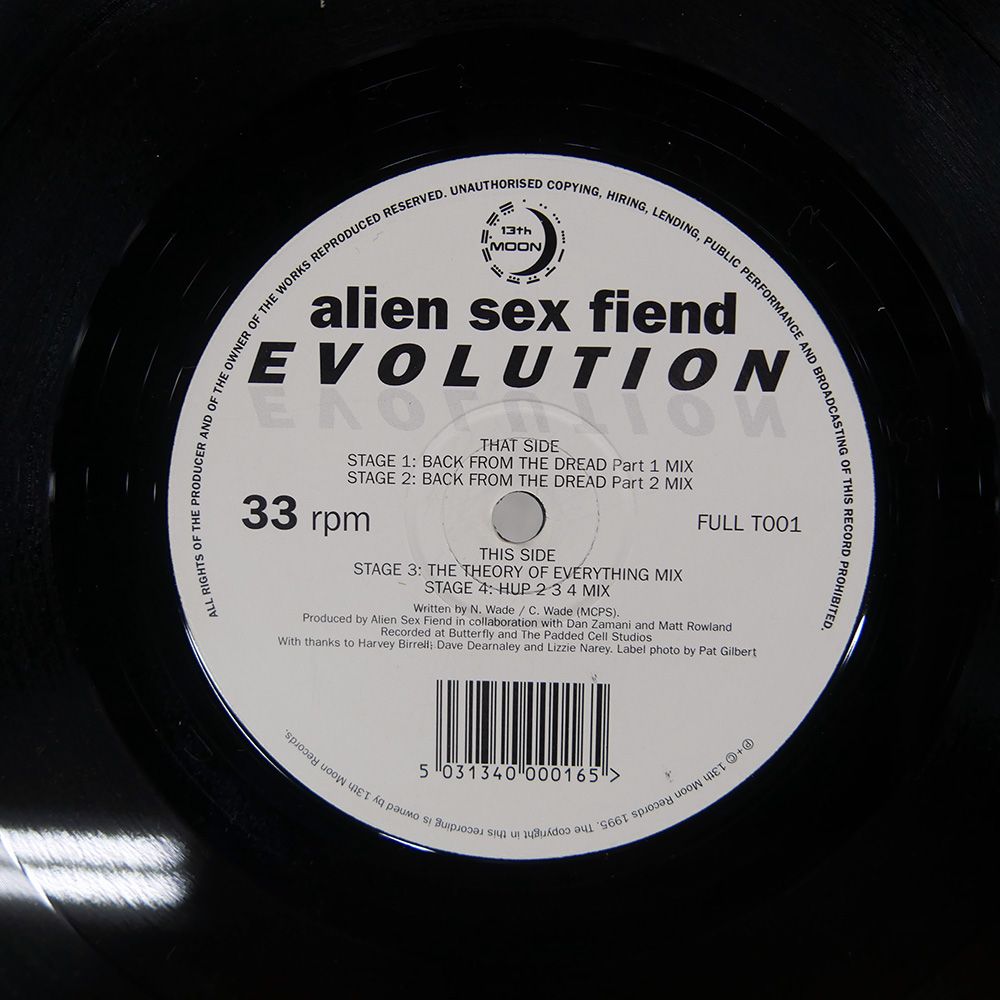 ALL RIGHTS OF THE PRODUCER AND OF THE OWNER OF THE WORKS REPRODUCED RESERVED. UNAUTHORISED COPYING, HIRING, LENDING, PUBLIC PERFORMANCE AND BROADCASTING OF THIS RECORD PROHIBITED.
13th
MOON
alien sex fiend
EVOLUTION
EVOLUTION
THAT SIDE
STAGE 1: BACK FROM THE DREAD Part 1 MIX
STAGE 2: BACK FROM THE DREAD Part 2 MIX
33 rpm
FULL T001
THIS SIDE
STAGE 3: THE THEORY OF EVERYTHING MIX
STAGE 4: HUP 2 3 4 MIX
Written by N. Wade / C. Wade (MCPS).
Produced by Alien Sex Fiend in collaboration with Dan Zamani and Matt Rowland
Recorded at Butterfly and The Padded Cell Studios
With thanks to Harvey Birrell; Dave Dearnaley and Lizzie Narey. Label photo by Pat Gilbert
5 031340 000165 >
℗+© 13th Moon Records 1995. The copyright in this recording is owned by 13th Moon Records.